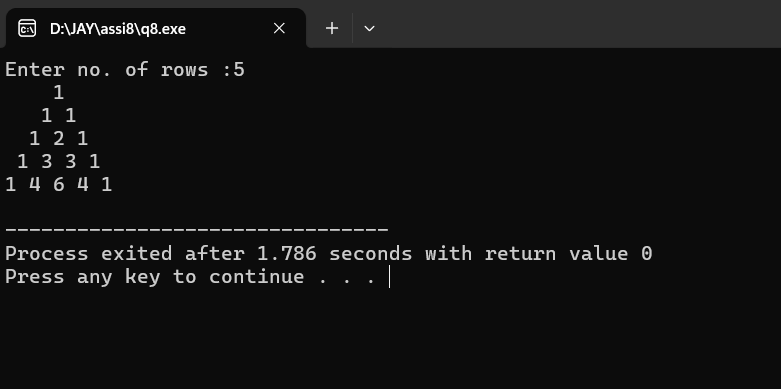 D:\JAY\assi8\q8.exe
Enter no. of rows :5
    1
   1 1
  1 2 1
 1 3 3 1
1 4 6 4 1
--------------------------------
Process exited after 1.786 seconds with return value 0
Press any key to continue . . .